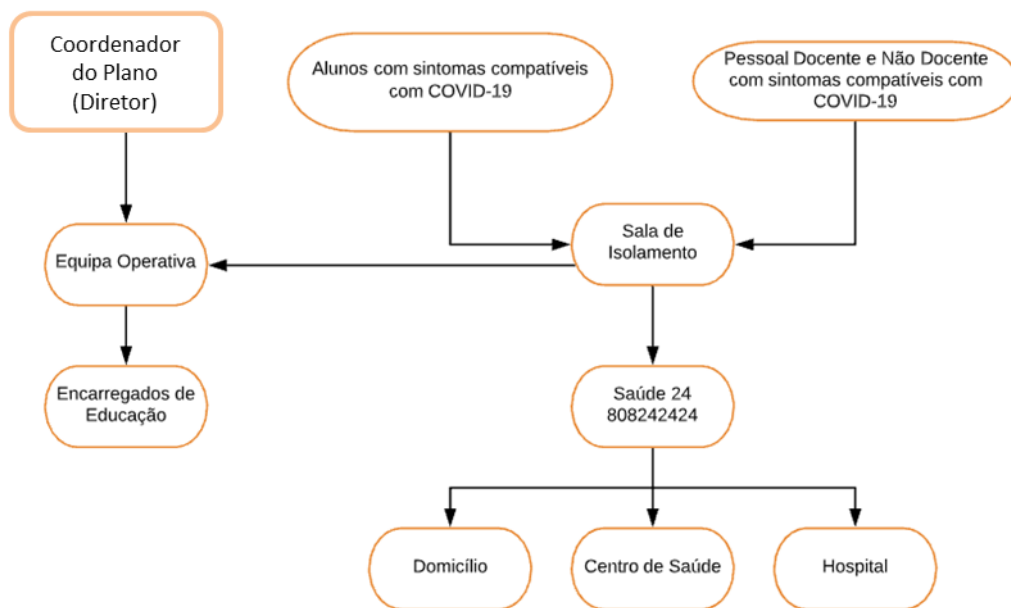 Coordenador
do Plano
(Diretor)
Alunos com sintomas compatíveis
com COVID-19
Pessoal Docente e Não Docente
com sintomas compatíveis com
COVID-19
Sala de
Isolamento
Equipa Operativa
Encarregados de
Educação
Saúde 24
808242424
Domicílio
Centro de Saúde
Hospital